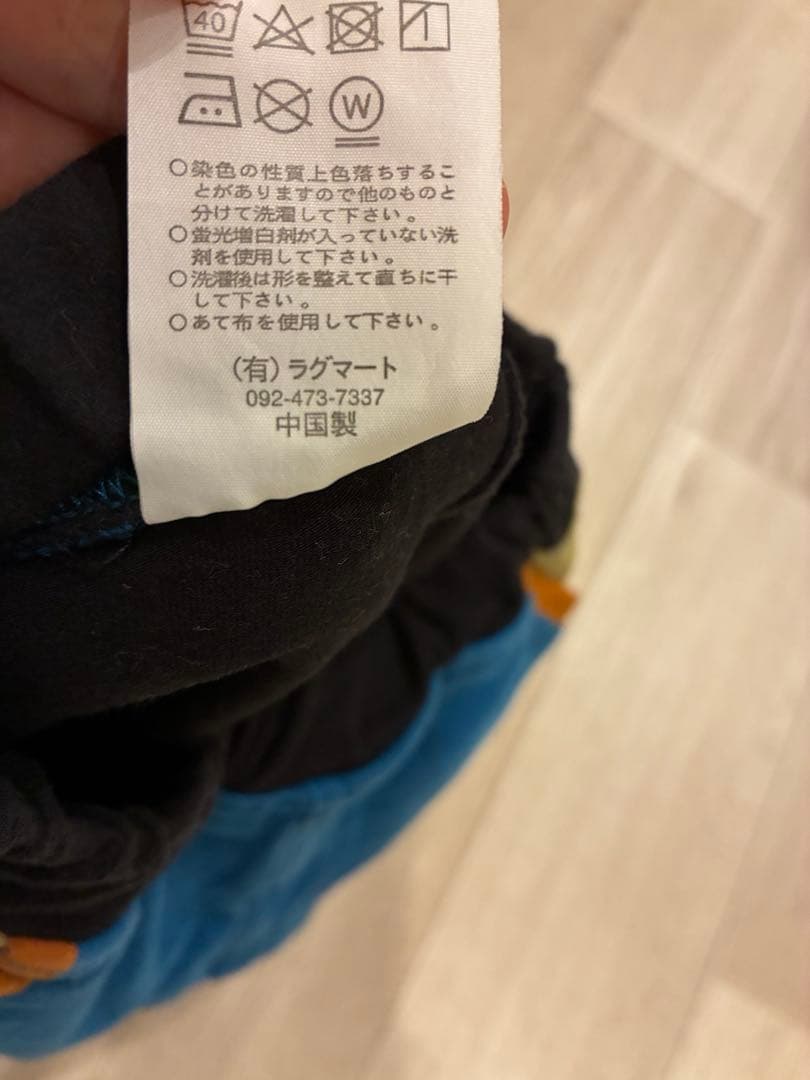 40
W
○染色の性質上色落ちするこ
とがありますので他のものと
分けて洗濯して下さい。
○蛍光増白剤が入っていない洗
剤を使用して下さい。
○洗濯後は形を整えて直ちに干
して下さい。
○あて布を使用して下さい。
(有)ラグマート
092-473-7337
中国製